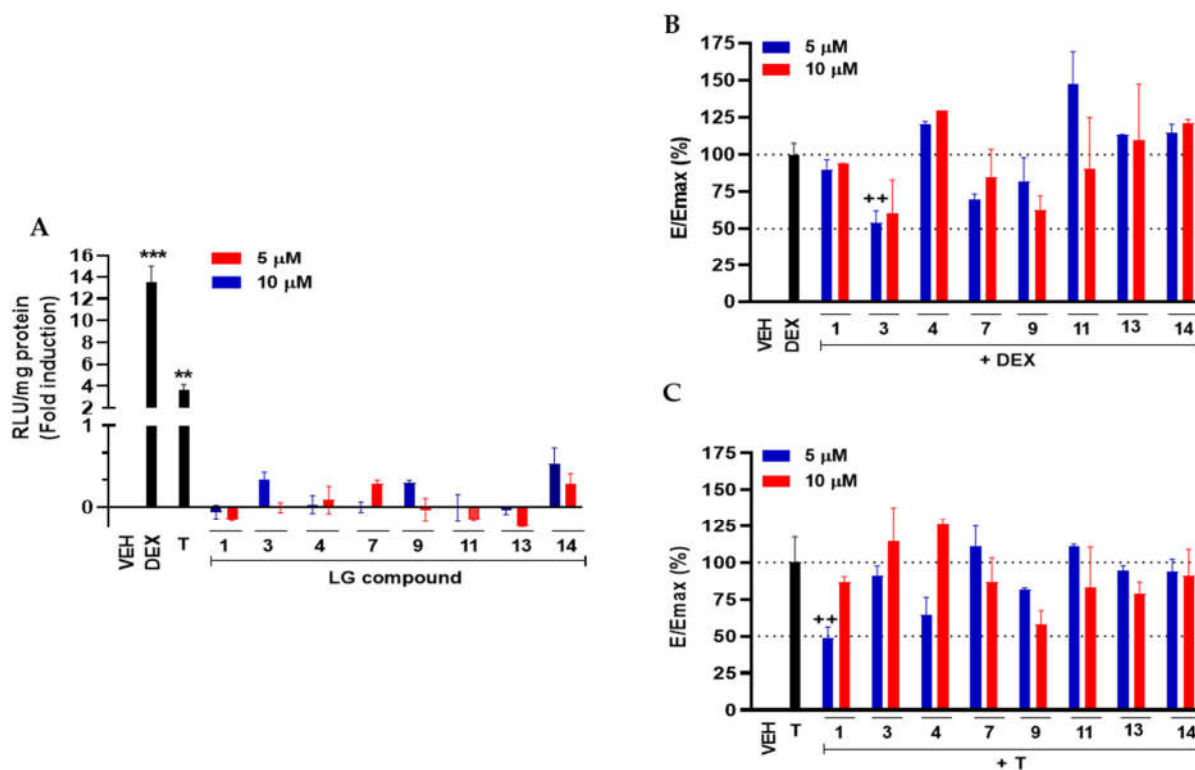 A
RLU/mg protein
(Fold induction)
16
14
12
10
8
6
4
2
1
0
***
**
5 μM
10 μM
VEH
DEX
T
1 3 4 7 9 11 13 14
LG compound
B
E/Emax (%)
175
150
125
100
75
50
25
0
5 μM
10 μM
++
VEH
DEX
1 3 4 7 9 11 13 14
+ DEX
C
E/Emax (%)
175
150
125
100
75
50
25
0
5 μM
10 μM
++
VEH
T
1 3 4 7 9 11 13 14
+ T